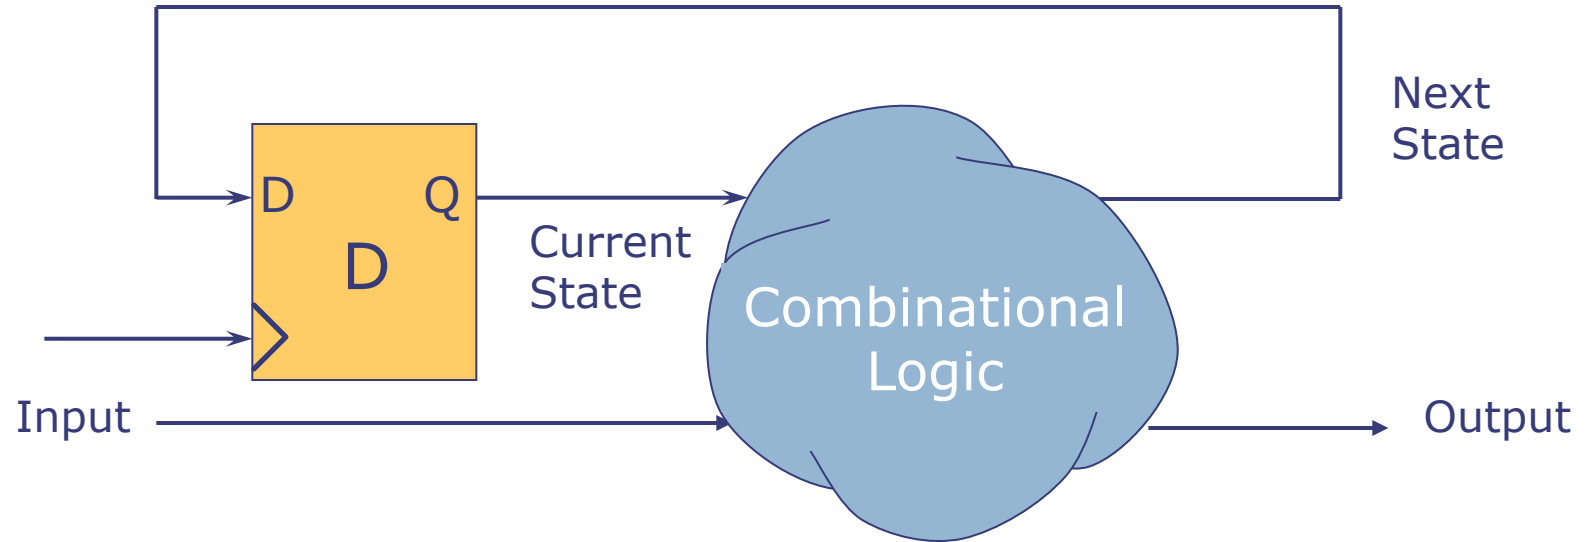 Next
State
D
Q
Current
State
D
Combinational
Logic
Input
Output